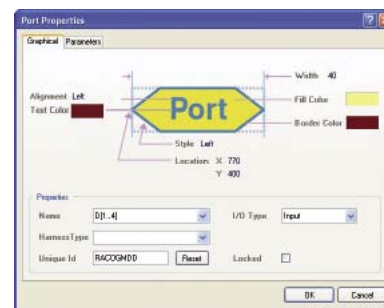 Port Properties
Graphical Parameters
Width 40
Alignment Left
Text Color
Port
Fill Color
Border Color
Style Left
Location X 770
Y 400
Properties
Name D[1..4] I/O Type Input
HarnessType
Unique Id RACOGMDD Reset Locked
OK Cancel